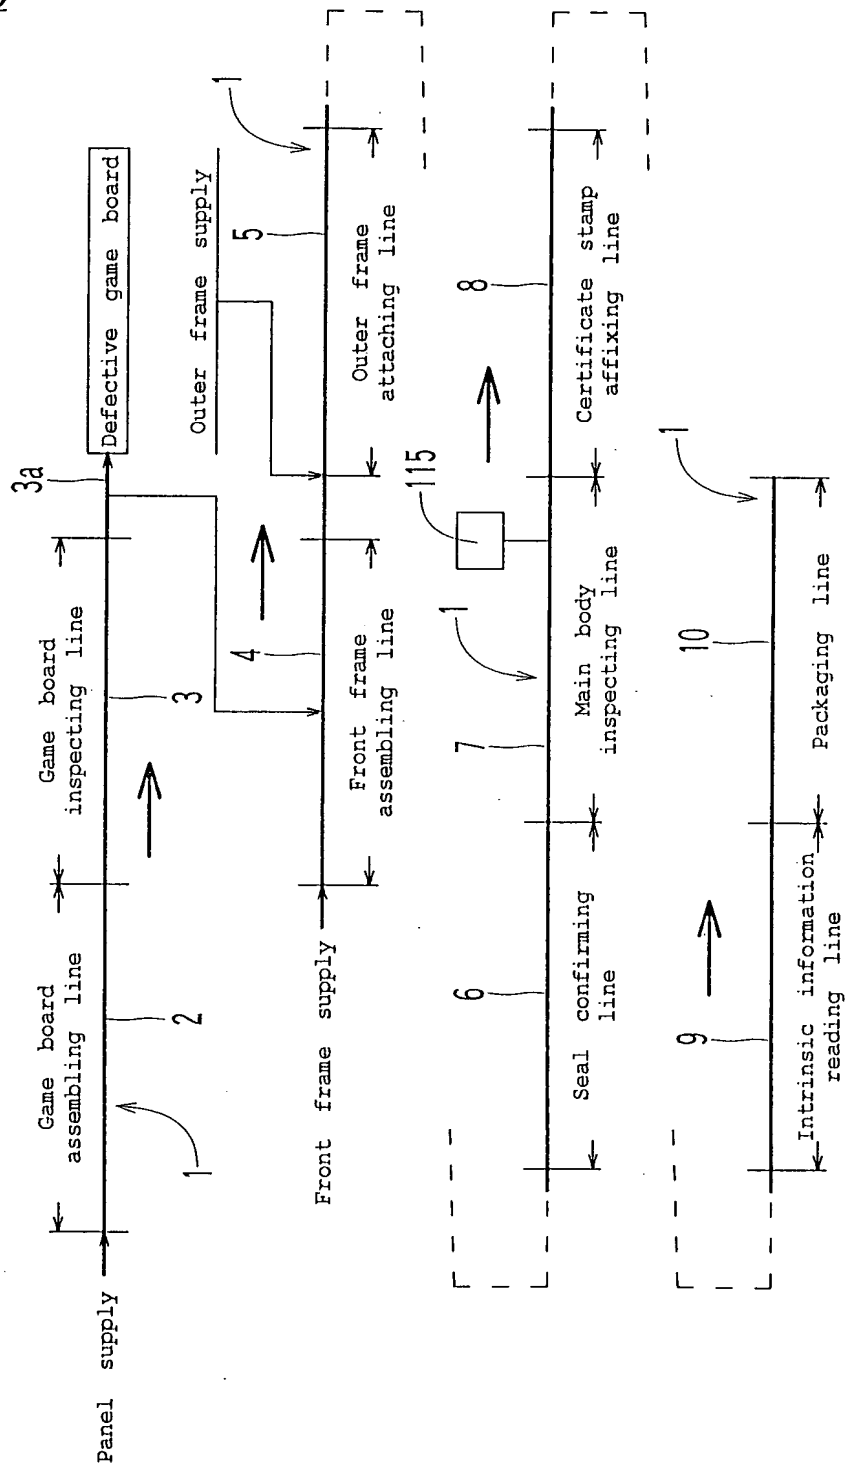 Panel supply
Game board
assembling line
2
1
Game board
inspecting line
3
3a
Defective game board
Front frame supply
Front frame
assembling line
4
Outer frame supply
Outer frame
attaching line
5
1
Seal confirming
line
6
Main body
inspecting line
7
1
115
Certificate stamp
affixing line
8
Intrinsic information
reading line
9
Packaging line
10
1